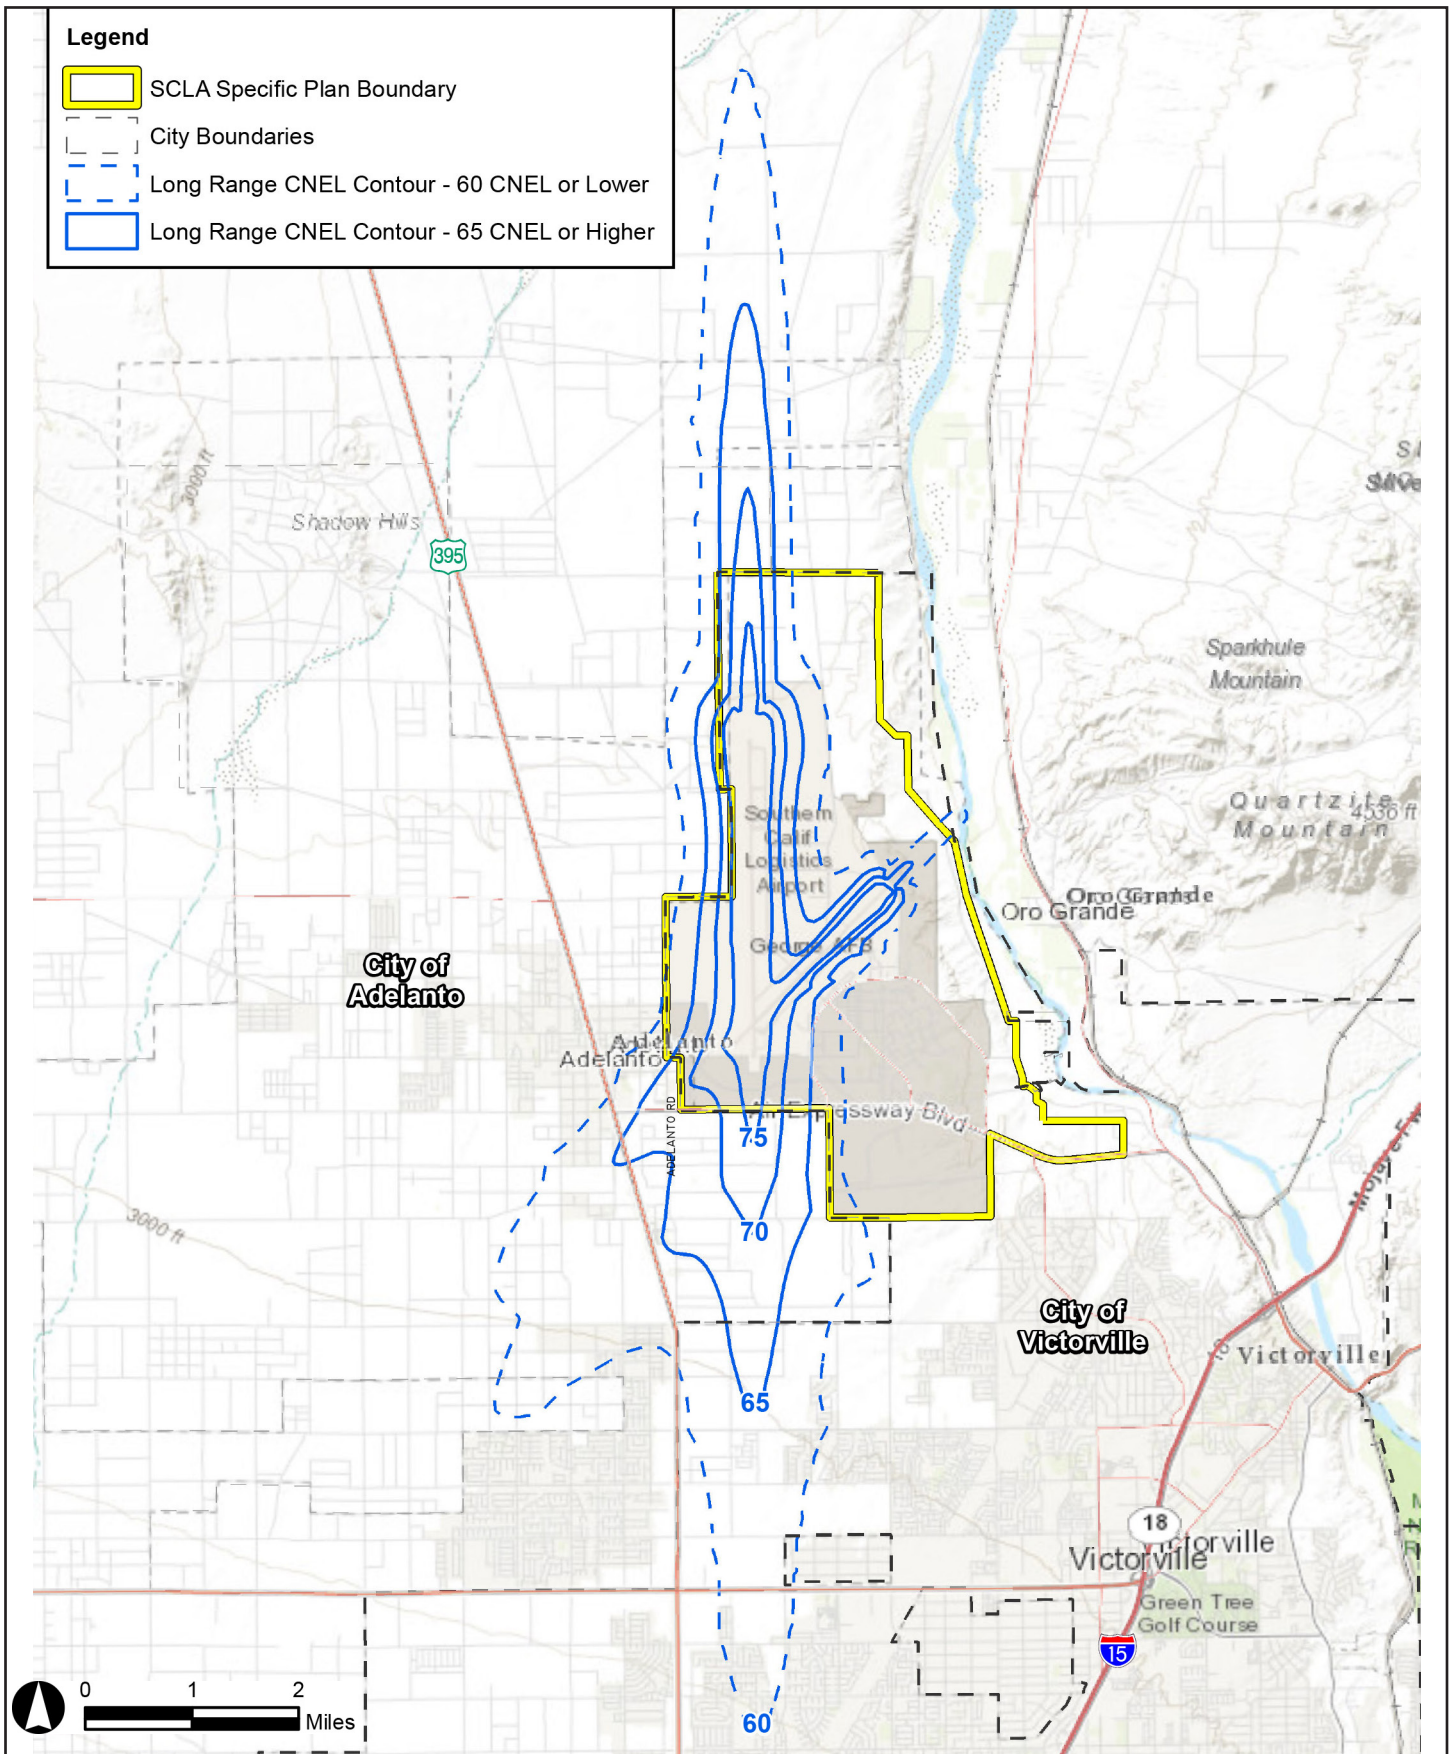 Legend
SCLA Specific Plan Boundary
City Boundaries
Long Range CNEL Contour - 60 CNEL or Lower
Long Range CNEL Contour - 65 CNEL or Higher
3000 ft
Shadow Hills
395
Sparkhule
Mountain
Quartzite
Mountain
4536 ft
Southern
Calif
Logistics
Airport
Oro Grande
Oro Grande
George AFB
City of
Adelanto
Adelanto
Adelanto
ADELANTO RD
Air Expressway Blvd
75
70
3000 ft
City of
Victorville
Victorville
65
18
Victorville
Green Tree
Golf Course
15
60
0 1 2
Miles